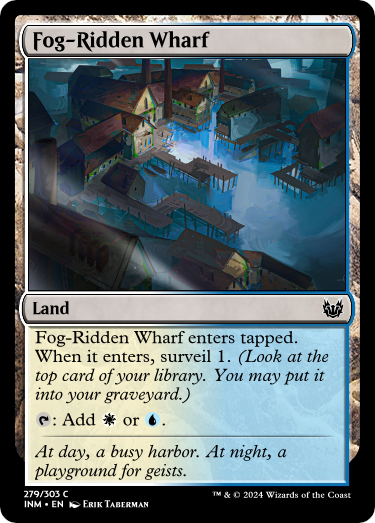 Fog-Ridden Wharf
Land
Fog-Ridden Wharf enters tapped.
When it enters, surveil 1. (Look at the
top card of your library. You may put it
into your graveyard.)
: Add or .
At day, a busy harbor. At night, a
playground for geists.
279/303 C
INM • EN Erik Taberman
™ & © 2024 Wizards of the Coast